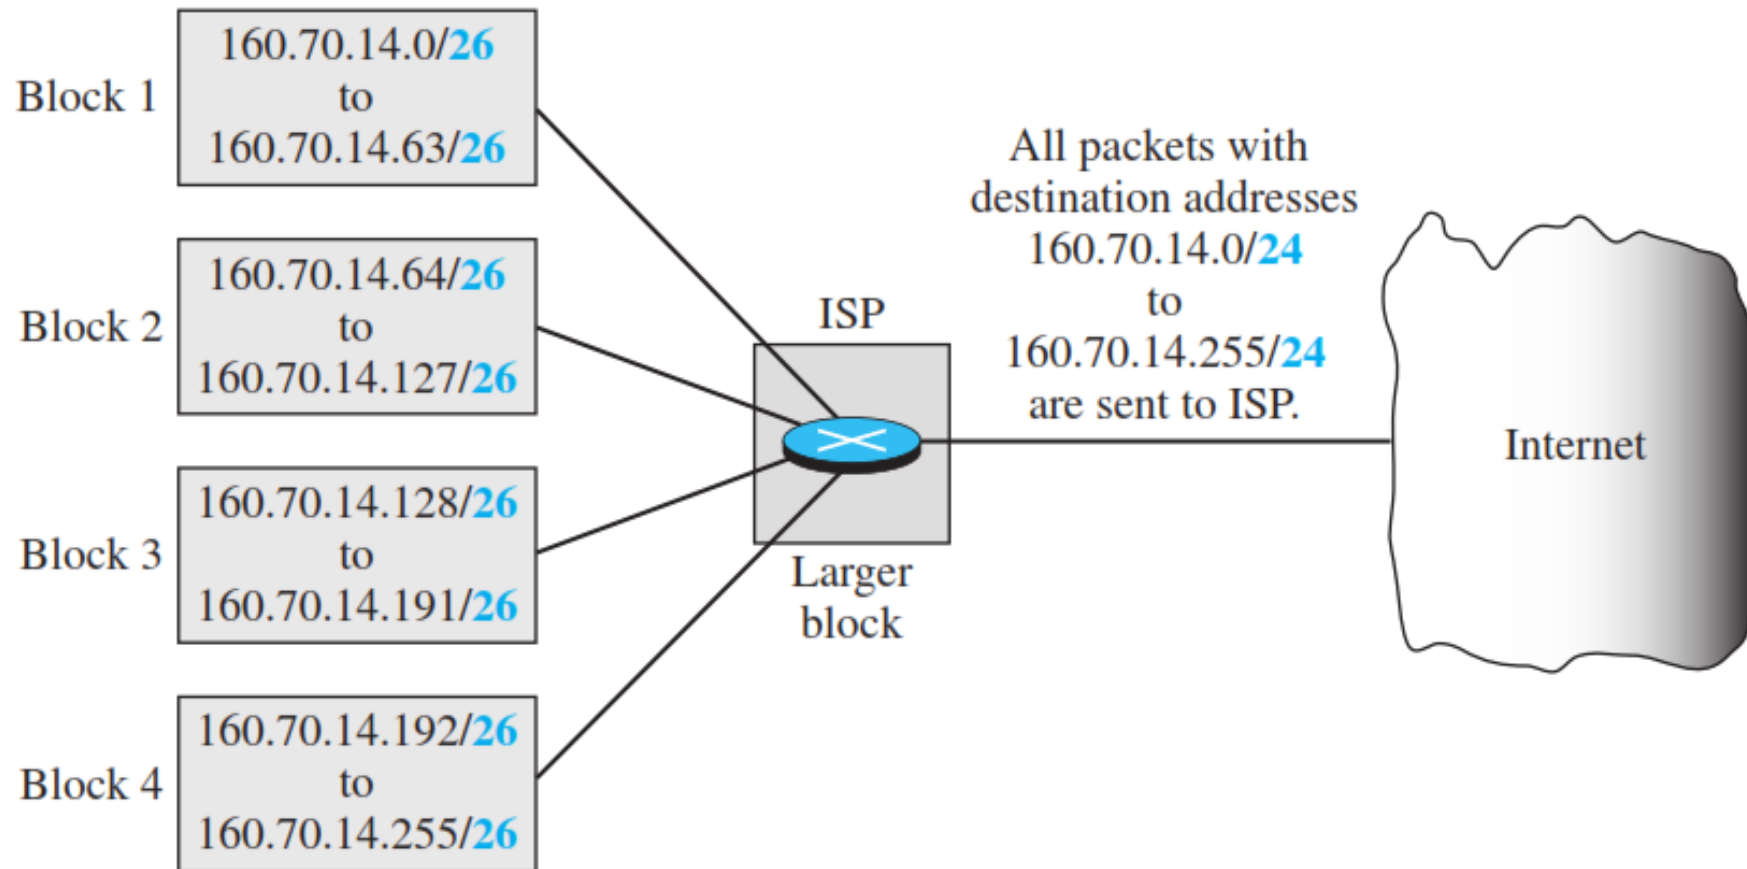 Block 1
160.70.14.0/26
to
160.70.14.63/26
Block 2
160.70.14.64/26
to
160.70.14.127/26
Block 3
160.70.14.128/26
to
160.70.14.191/26
Block 4
160.70.14.192/26
to
160.70.14.255/26
ISP
Larger
block
All packets with
destination addresses
160.70.14.0/24
to
160.70.14.255/24
are sent to ISP.
Internet